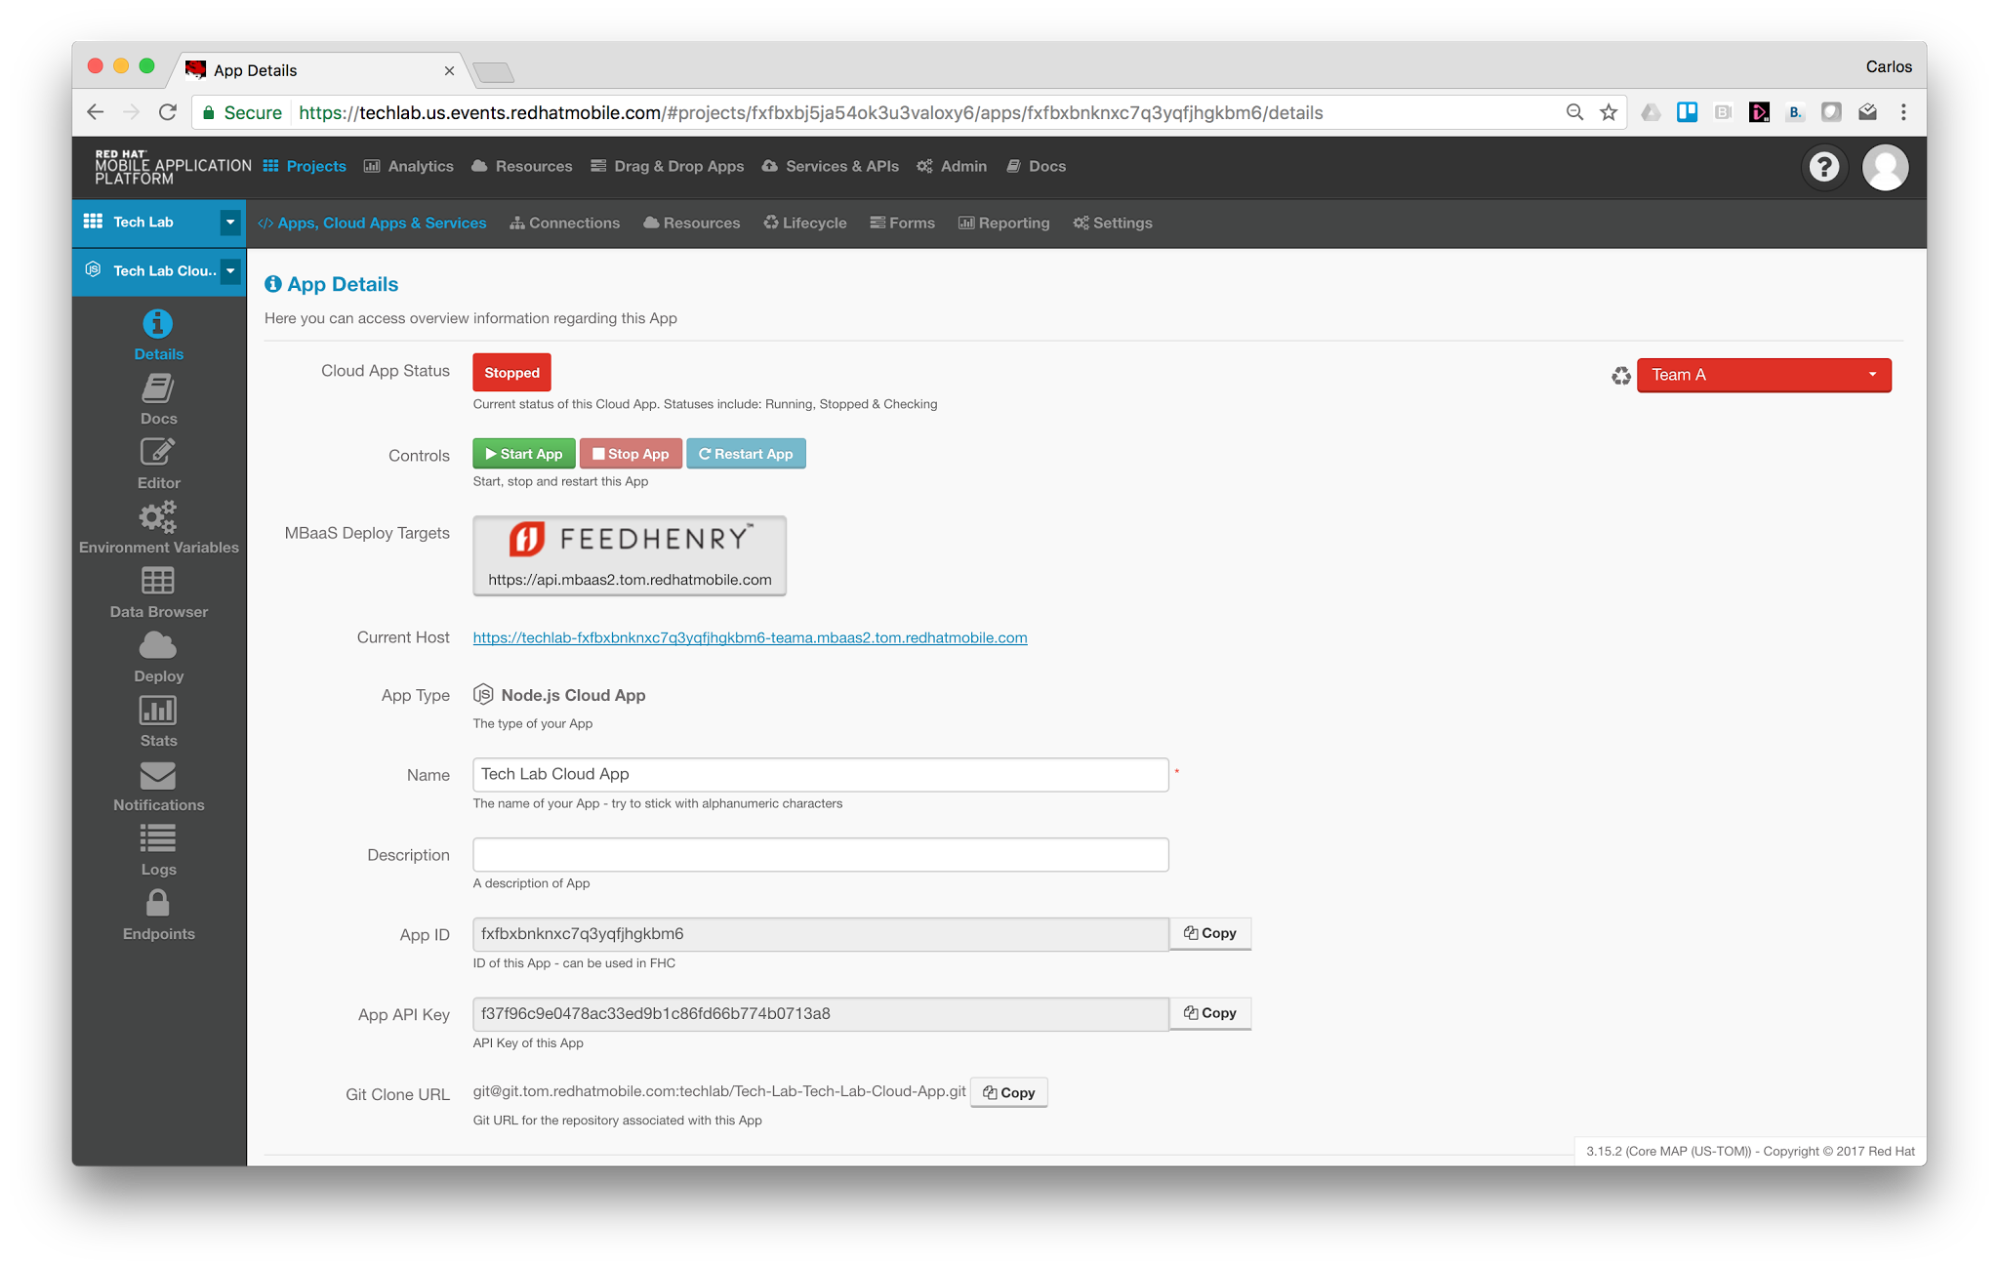 App Details
Carlos
Secure https://techlab.us.events.redhatmobile.com/#projects/fxfbxbj5ja54ok3u3valoxy6/apps/fxfbxbnknxc7q3yqfjhgkbm6/details
B.
RED HAT
MOBILE APPLICATION
PLATFORM
Projects Analytics Resources Drag & Drop Apps Services & APIs Admin Docs
?
Tech Lab
Apps, Cloud Apps & Services Connections Resources Lifecycle Forms Reporting Settings
Tech Lab Clou..
Details
Docs
Editor
Environment Variables
Data Browser
Deploy
Stats
Notifications
Logs
Endpoints
App Details
Here you can access overview information regarding this App
Cloud App Status Stopped
Team A
Current status of this Cloud App. Statuses include: Running, Stopped & Checking
Controls Start App Stop App Restart App
Start, stop and restart this App
MBaaS Deploy Targets
FEEDHENRY™
https://api.mbaas2.tom.redhatmobile.com
Current Host https://techlab-fxfbxbnknxc7q3yqfjhgkbm6-teama.mbaas2.tom.redhatmobile.com
App Type JS Node.js Cloud App
The type of your App
Name Tech Lab Cloud App *
The name of your App - try to stick with alphanumeric characters
Description
A description of App
App ID fxfbxbnknxc7q3yqfjhgkbm6 Copy
ID of this App - can be used in FHC
App API Key f37f96c9e0478ac33ed9b1c86fd66b774b0713a8 Copy
API Key of this App
Git Clone URL git@git.tom.redhatmobile.com:techlab/Tech-Lab-Tech-Lab-Cloud-App.git Copy
Git URL for the repository associated with this App
3.15.2 (Core MAP (US-TOM)) - Copyright © 2017 Red Hat